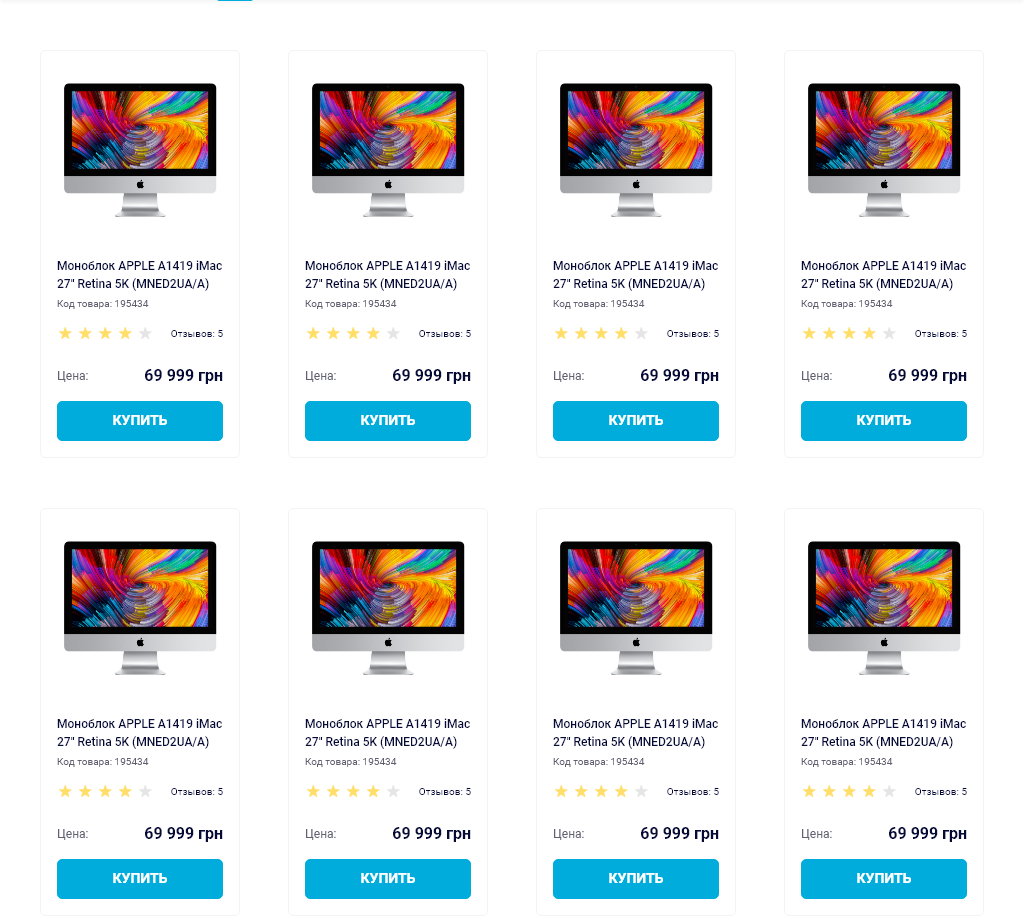 Моноблок APPLE A1419 iMac
27" Retina 5K (MNED2UA/A)
Код товара: 195434
Отзывов: 5
Цена: 69 999 грн
КУПИТЬ
Моноблок APPLE A1419 iMac
27" Retina 5K (MNED2UA/A)
Код товара: 195434
Отзывов: 5
Цена: 69 999 грн
КУПИТЬ
Моноблок APPLE A1419 iMac
27" Retina 5K (MNED2UA/A)
Код товара: 195434
Отзывов: 5
Цена: 69 999 грн
КУПИТЬ
Моноблок APPLE A1419 iMac
27" Retina 5K (MNED2UA/A)
Код товара: 195434
Отзывов: 5
Цена: 69 999 грн
КУПИТЬ
Моноблок APPLE A1419 iMac
27" Retina 5K (MNED2UA/A)
Код товара: 195434
Отзывов: 5
Цена: 69 999 грн
КУПИТЬ
Моноблок APPLE A1419 iMac
27" Retina 5K (MNED2UA/A)
Код товара: 195434
Отзывов: 5
Цена: 69 999 грн
КУПИТЬ
Моноблок APPLE A1419 iMac
27" Retina 5K (MNED2UA/A)
Код товара: 195434
Отзывов: 5
Цена: 69 999 грн
КУПИТЬ
Моноблок APPLE A1419 iMac
27" Retina 5K (MNED2UA/A)
Код товара: 195434
Отзывов: 5
Цена: 69 999 грн
КУПИТЬ